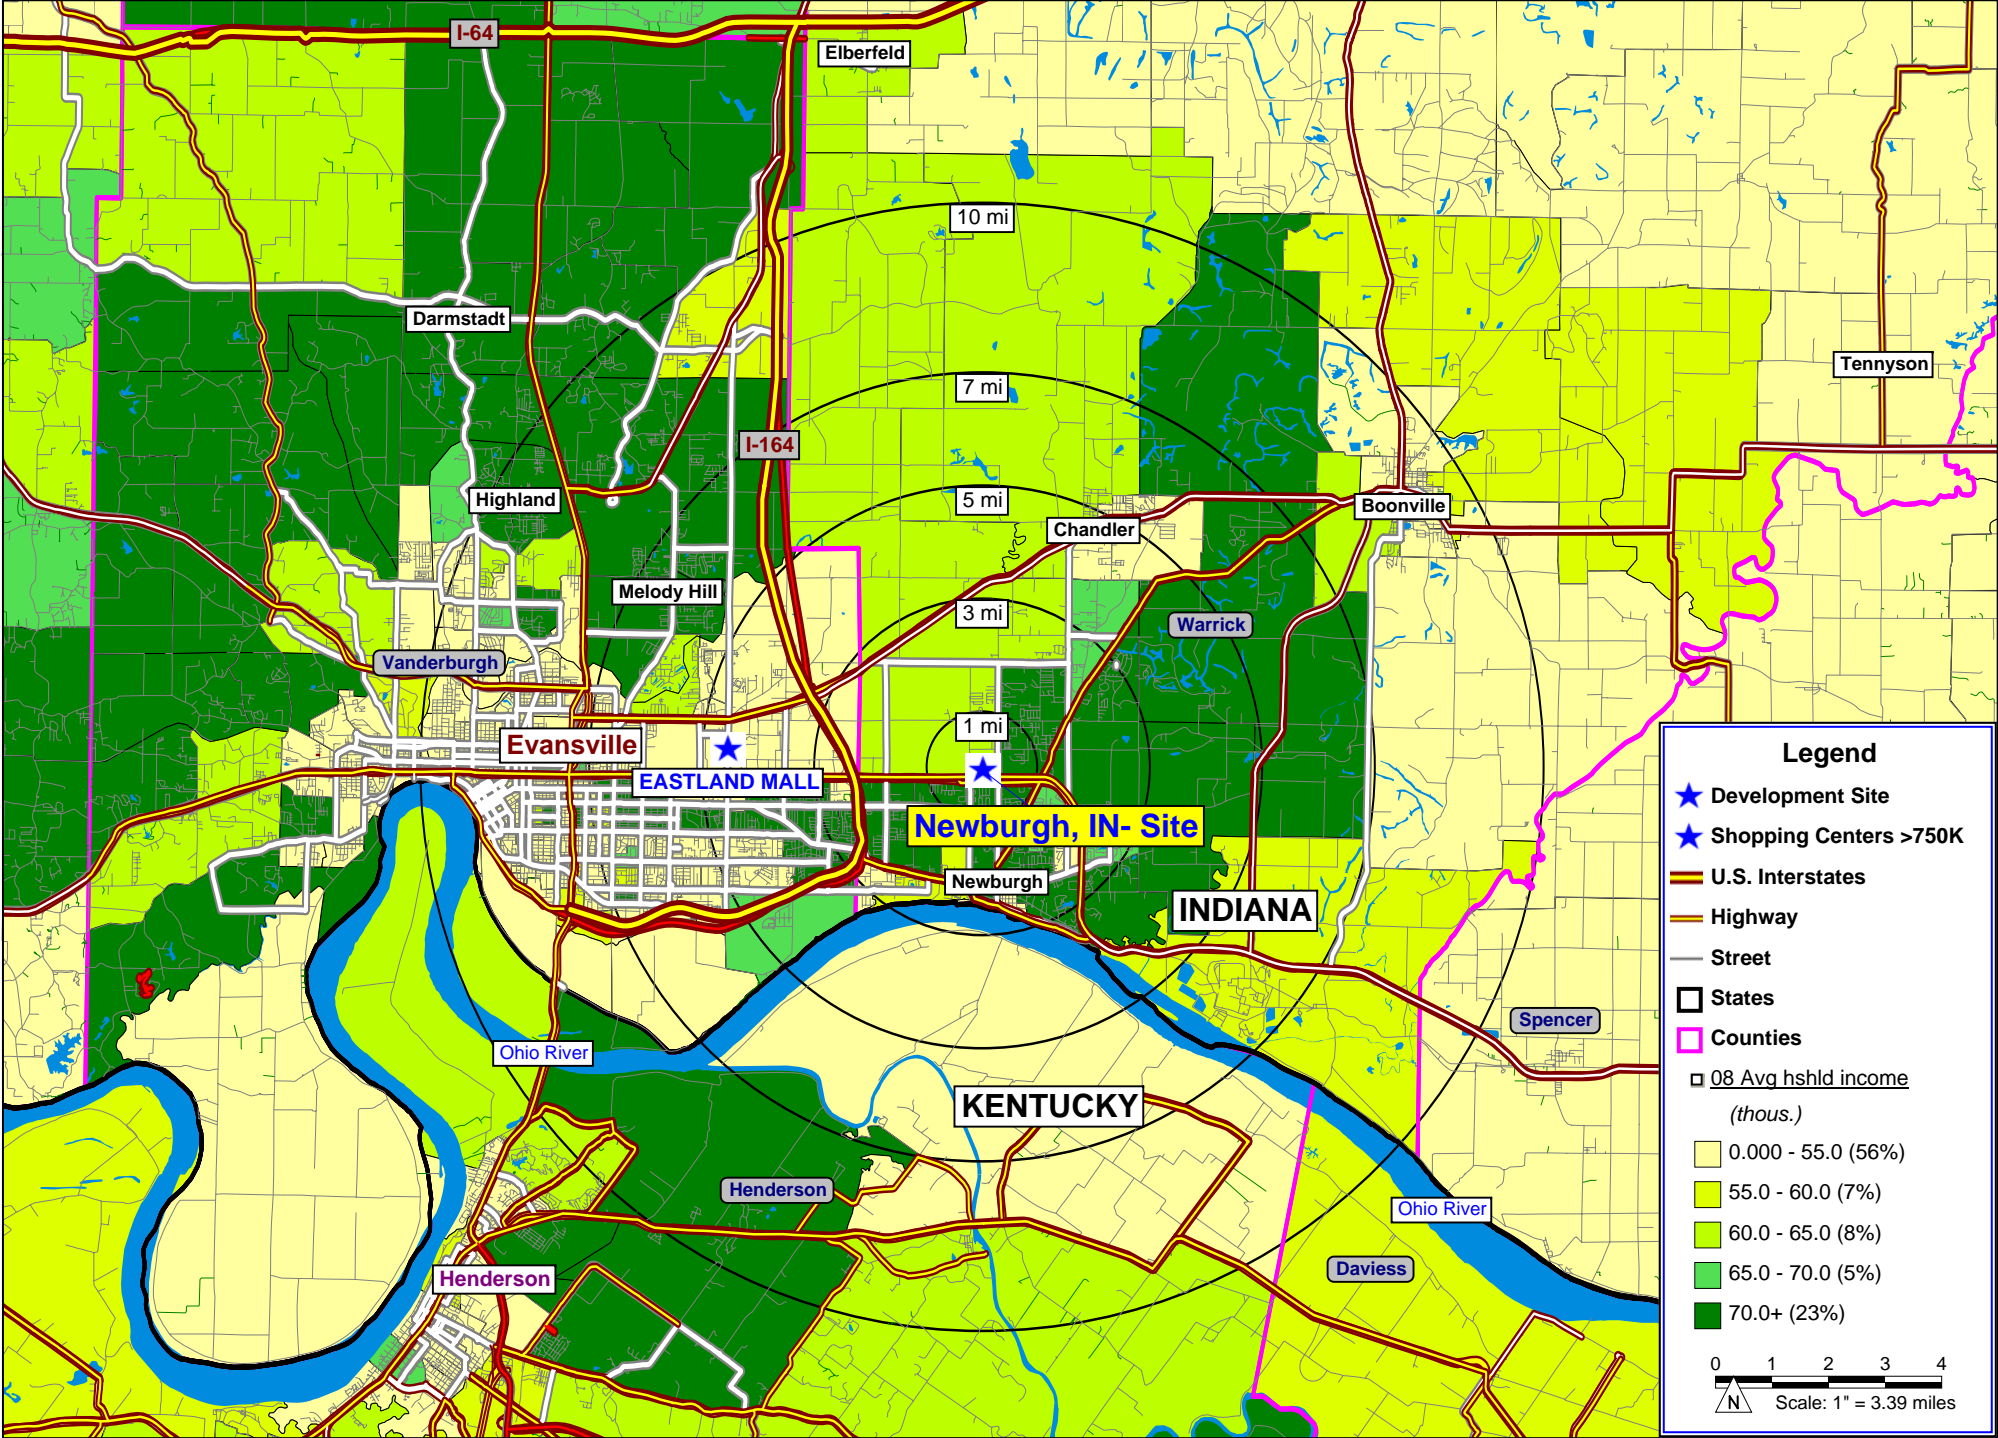 I-64
Elberfeld
10 mi
Darmstadt
Tennyson
7 mi
I-164
Highland
5 mi
Boonville
Chandler
Melody Hill
3 mi
Warrick
Vanderburgh
1 mi
Evansville
EASTLAND MALL
Newburgh, IN- Site
Newburgh
INDIANA
Spencer
Ohio River
KENTUCKY
Henderson
Ohio River
Daviess
Henderson
Legend
Development Site
Shopping Centers >750K
U.S. Interstates
Highway
Street
States
Counties
08 Avg hshld income
(thous.)
0.000 - 55.0 (56%)
55.0 - 60.0 (7%)
60.0 - 65.0 (8%)
65.0 - 70.0 (5%)
70.0+ (23%)
0 1 2 3 4
N Scale: 1" = 3.39 miles